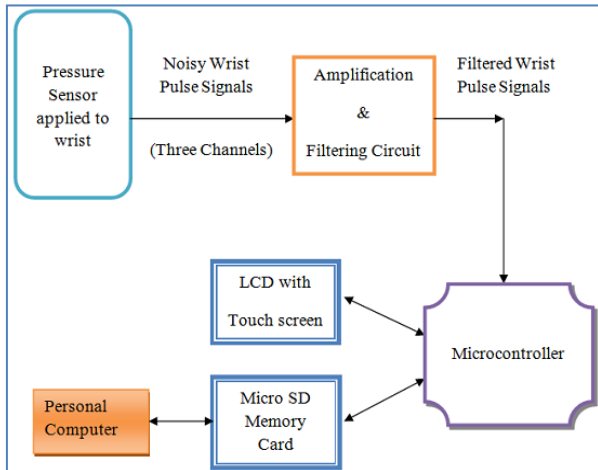 Pressure
Sensor
applied to
wrist
Noisy Wrist
Pulse Signals
(Three Channels)
Amplification
&
Filtering Circuit
Filtered Wrist
Pulse Signals
LCD with
Touch screen
Microcontroller
Personal
Computer
Micro SD
Memory
Card